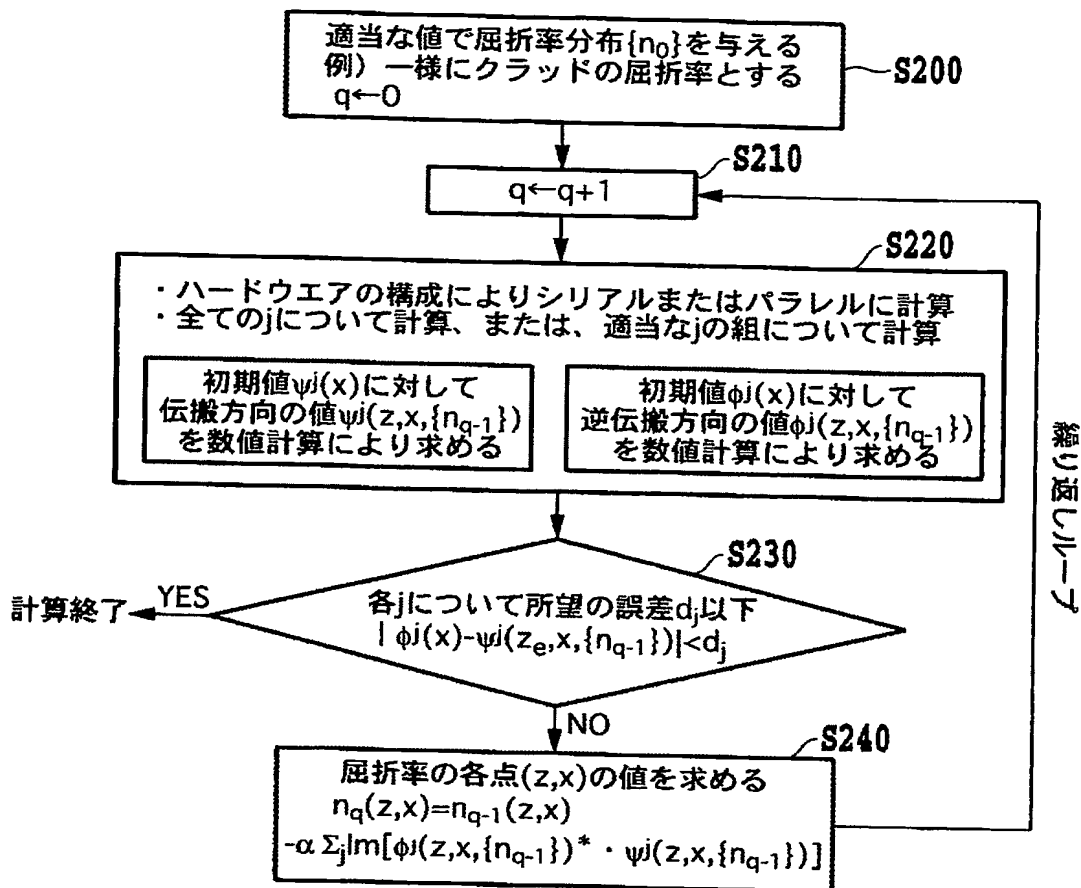 適当な値で屈折率分布{n0}を与える
例）一様にクラッドの屈折率とする
q←0
S200
S210
q←q+1
S220
・ハードウエアの構成によりシリアルまたはパラレルに計算
・全てのjについて計算、または、適当なjの組について計算
初期値ψj(x)に対して
伝搬方向の値ψj(z,x,{nq-1})
を数値計算により求める
初期値φj(x)に対して
逆伝搬方向の値φj(z,x,{nq-1})
を数値計算により求める
繰り返しループ
S230
計算終了
YES
各jについて所望の誤差dj以下
| φj(x)-ψj(ze,x,{nq-1})|<dj
NO
S240
屈折率の各点(z,x)の値を求める
nq(z,x)=nq-1(z,x)
-α Σj Im[φj(z,x,{nq-1})* ・ ψj(z,x,{nq-1})]